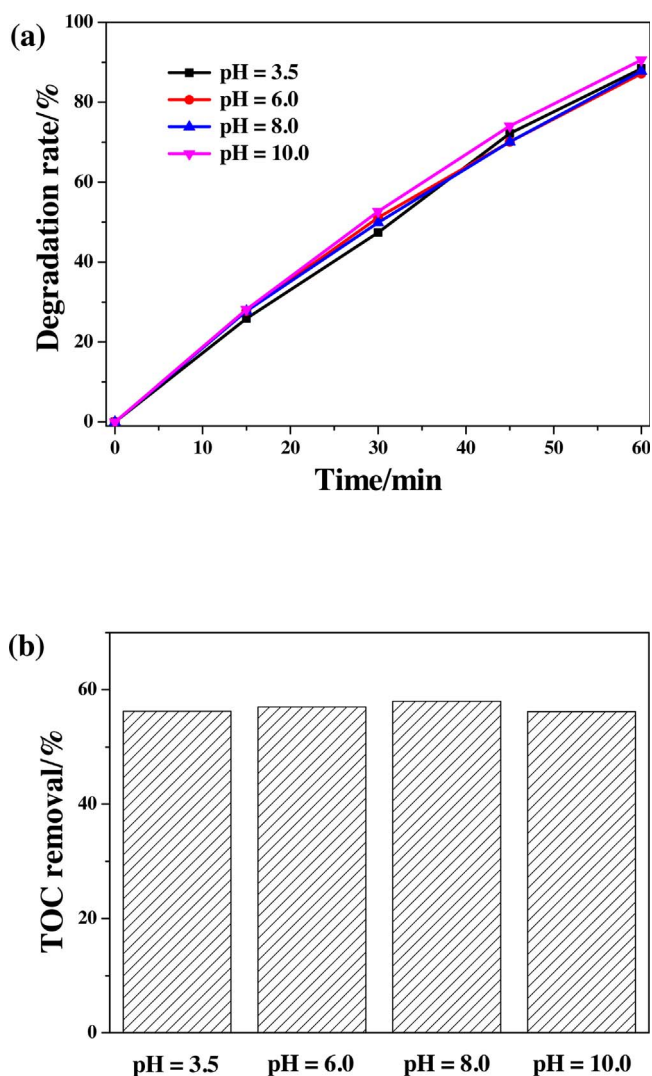 (a)
100
80
60
40
20
0
Degradation rate/%
pH = 3.5
pH = 6.0
pH = 8.0
pH = 10.0
0 10 20 30 40 50 60
Time/min
(b)
60
40
20
0
TOC removal/%
pH = 3.5 pH = 6.0 pH = 8.0 pH = 10.0